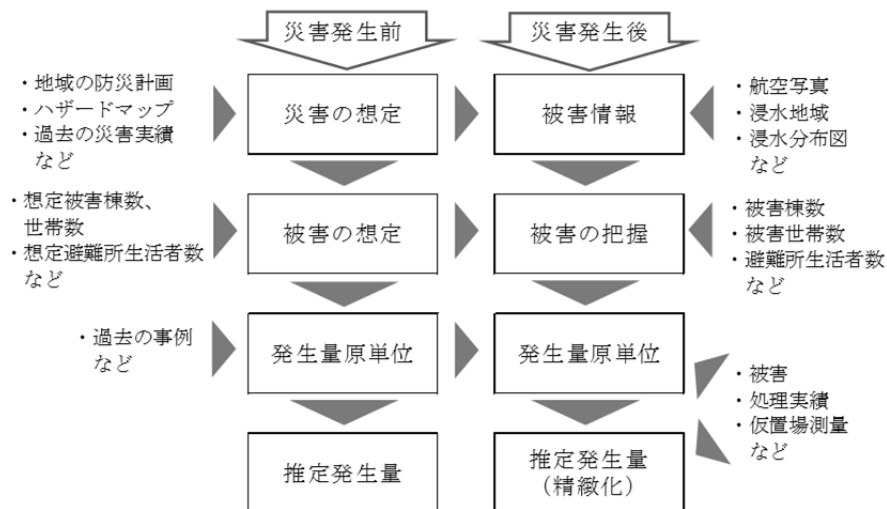 災害発生前
災害発生後
・地域の防災計画
・ハザードマップ
・過去の災害実績
など
災害の想定
被害情報
・航空写真
・浸水地域
・浸水分布図
など
・想定被害棟数、
世帯数
・想定避難所生活者数
など
被害の想定
被害の把握
・被害棟数
・被害世帯数
・避難所生活者数
など
・過去の事例
など
発生量原単位
発生量原単位
・被害
・処理実績
・仮置場測量
など
推定発生量
推定発生量
（精緻化）